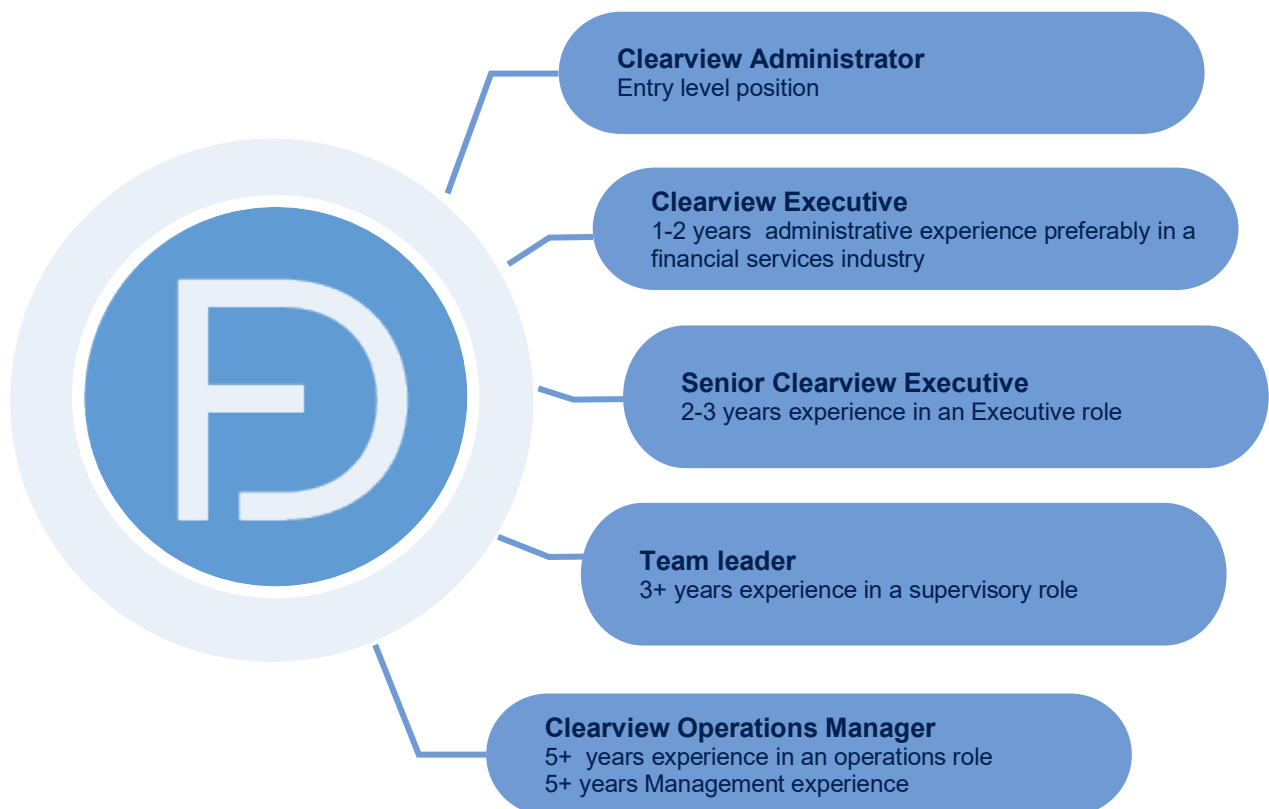 Clearview Administrator
Entry level position
Clearview Executive
1-2 years  administrative experience preferably in a
financial services industry
FD
Senior Clearview Executive
2-3 years experience in an Executive role
Team leader
3+ years experience in a supervisory role
Clearview Operations Manager
5+  years experience in an operations role
5+ years Management experience